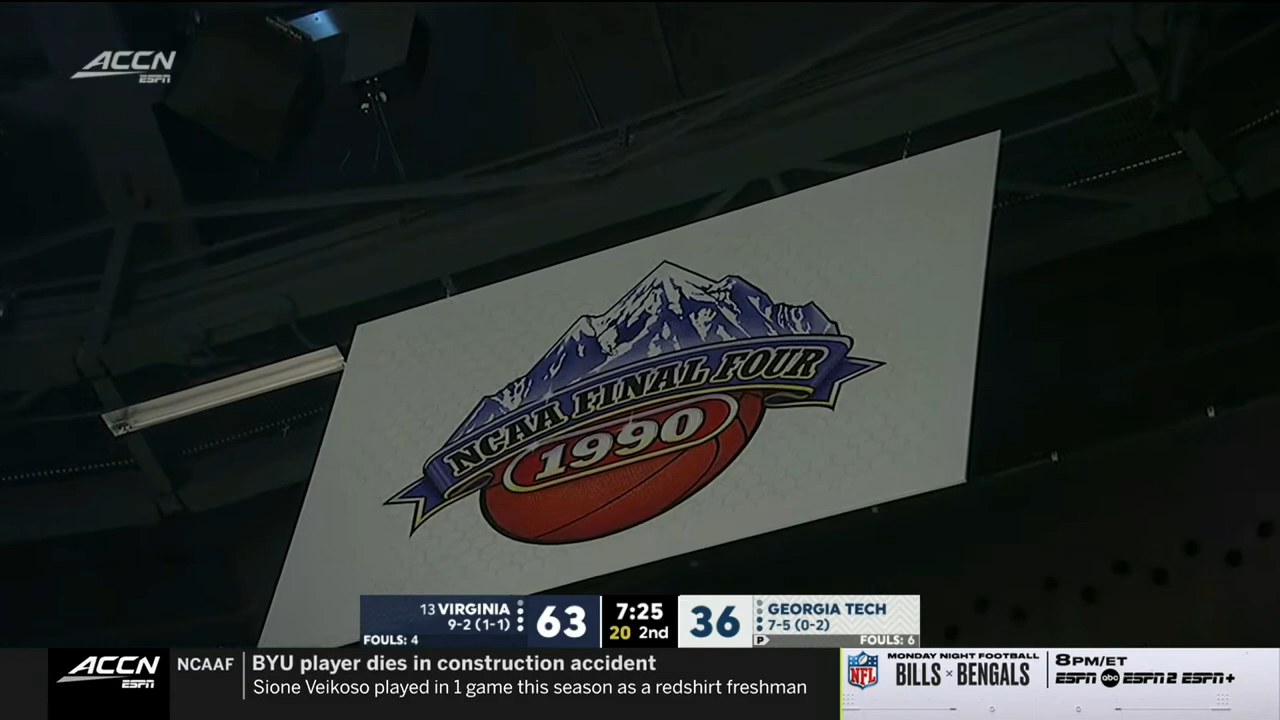 ACCN
ESPN
NCAA FINAL FOUR
1990
13 VIRGINIA
9-2 (1-1)
63
FOULS: 4
7:25
20 2nd
36
GEORGIA TECH
7-5 (0-2)
P
FOULS: 6
ACCN
ESPN
NCAAF
BYU player dies in construction accident
Sione Veikoso played in 1 game this season as a redshirt freshman
NFL
MONDAY NIGHT FOOTBALL
BILLS x BENGALS
8PM/ET
ESPN abc ESPN2 ESPN+